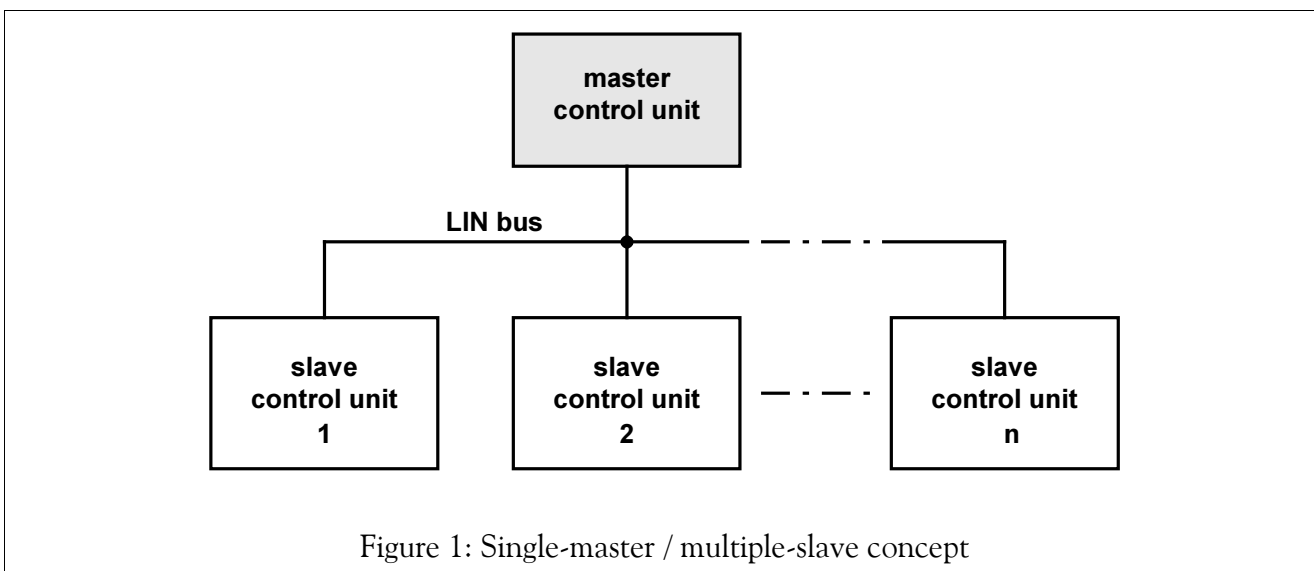 master
control unit
LIN bus
slave
control unit
1
slave
control unit
2
slave
control unit
n
Figure 1: Single-master / multiple-slave concept